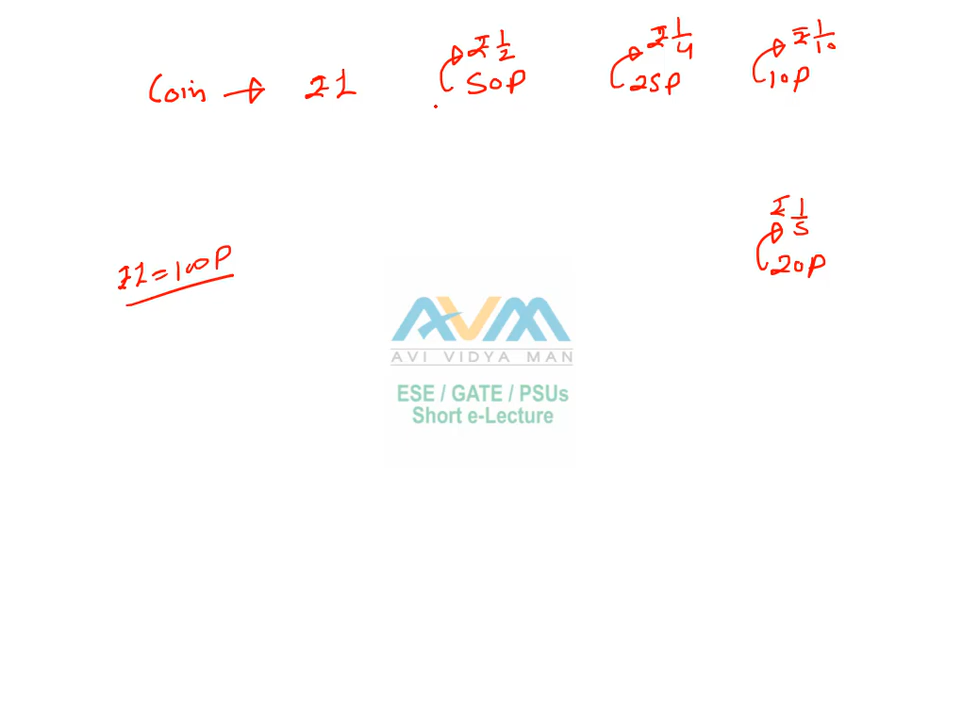 ₹1/2 ₹1/4 ₹1/10
Coin → ₹1 50P 25P 10P
₹1/5
₹1=100P 20P
AVM
AVI VIDYA MAN
ESE / GATE / PSUs
Short e-Lecture